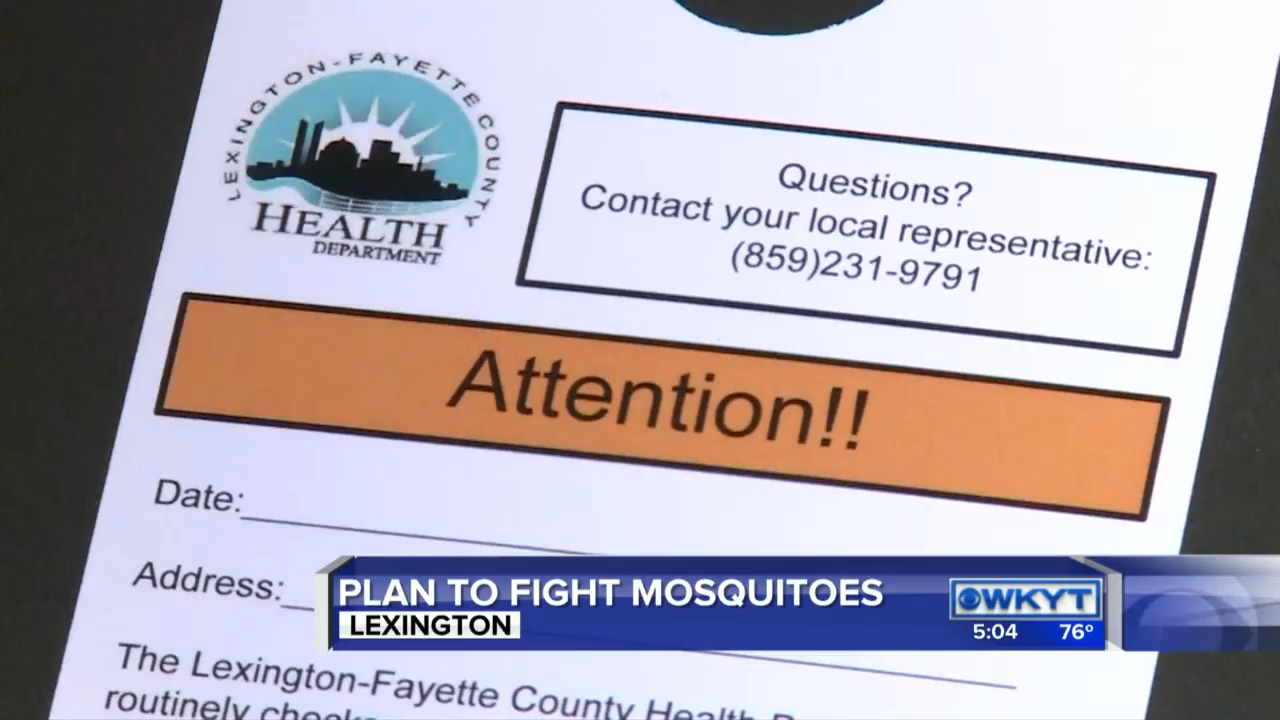 LEXINGTON-FAYETTE COUNTY
HEALTH
DEPARTMENT
Questions?
Contact your local representative:
(859)231-9791
Attention!!
Date:
Address:
The Lexington-Fayette County Health
routinely
PLAN TO FIGHT MOSQUITOES
LEXINGTON
WKYT
5:04 76°